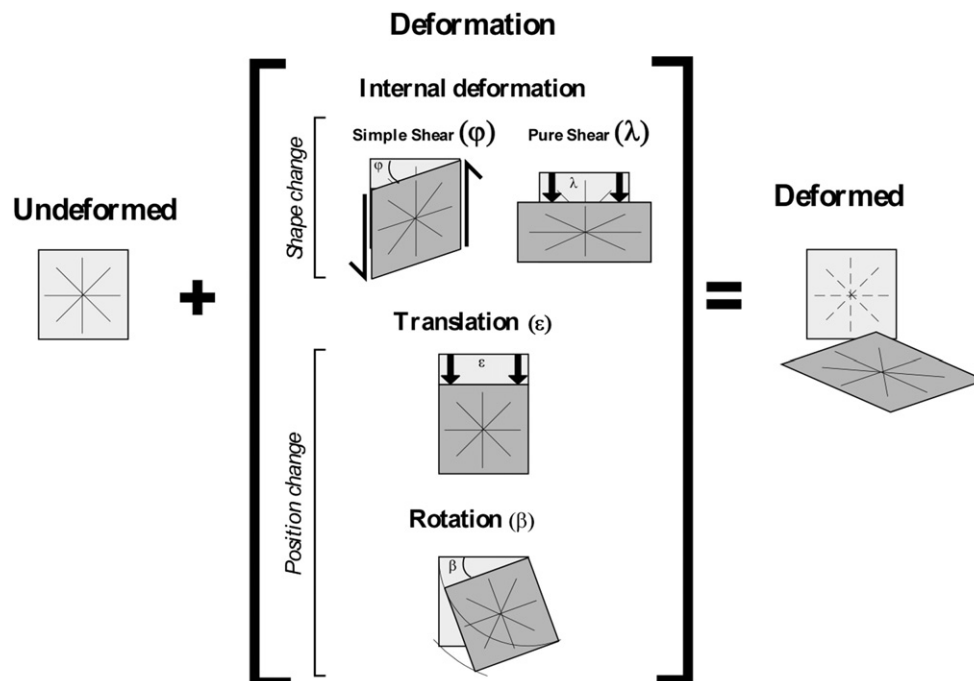 Deformation
Internal deformation
Simple Shear (φ)
Pure Shear (λ)
Shape change
φ
λ
Undeformed
+
=
Deformed
Translation (ε)
ε
Position change
Rotation (β)
β